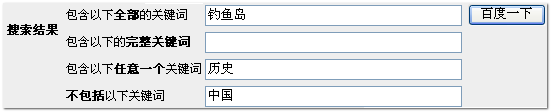 包含以下全部的关键词 钓鱼岛 百度一下
搜索结果
包含以下的完整关键词
包含以下任意一个关键词 历史
不包括以下关键词 中国